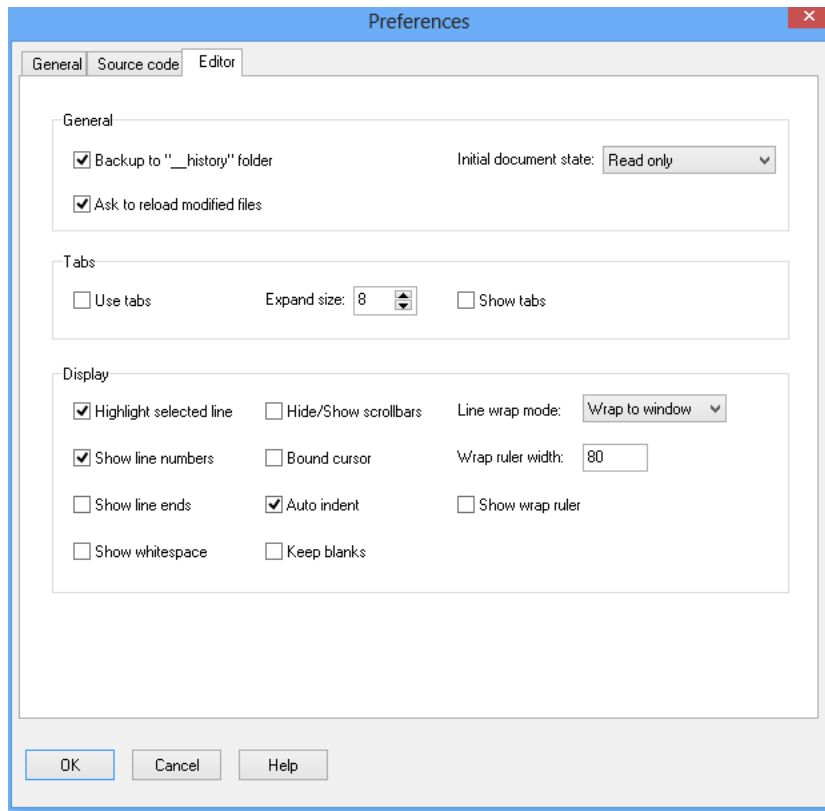 Preferences
General Source code Editor
General
Backup to "__history" folder Initial document state: Read only
Ask to reload modified files
Tabs
Use tabs Expand size: 8 Show tabs
Display
Highlight selected line Hide/Show scrollbars Line wrap mode: Wrap to window
Show line numbers Bound cursor Wrap ruler width: 80
Show line ends Auto indent Show wrap ruler
Show whitespace Keep blanks
OK Cancel Help